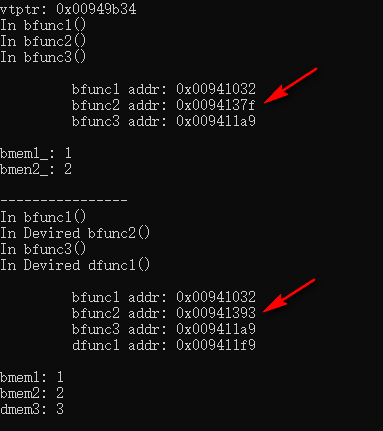 vtptr: 0x00949b34
In bfunc1()
In bfunc2()
In bfunc3()
bfunc1 addr: 0x00941032
bfunc2 addr: 0x0094137f
bfunc3 addr: 0x009411a9
bmem1_: 1
bmen2_: 2
----------------
In bfunc1()
In Devired bfunc2()
In bfunc3()
In Devired dfunc1()
bfunc1 addr: 0x00941032
bfunc2 addr: 0x00941393
bfunc3 addr: 0x009411a9
dfunc1 addr: 0x009411f9
bmem1: 1
bmem2: 2
dmem3: 3